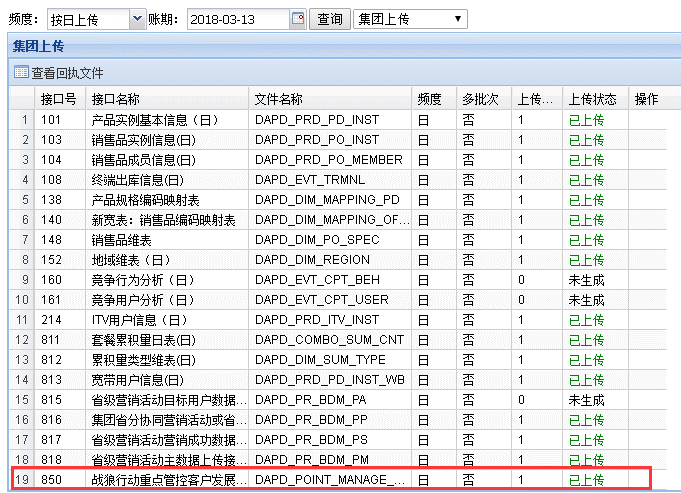 频度： 按日上传 账期： 2018-03-13 查询 集团上传
集团上传
查看回执文件
接口号 接口名称 文件名称 频度 多批次 上传... 上传状态 操作
1 101 产品实例基本信息（日） DAPD_PRD_PD_INST 日 否 1 已上传
2 103 销售品实例信息(日) DAPD_PRD_PO_INST 日 否 1 已上传
3 104 销售品成员信息(日) DAPD_PRD_PO_MEMBER 日 否 1 已上传
4 108 终端出库信息(日) DAPD_EVT_TRMNL 日 否 1 已上传
5 138 产品规格编码映射表 DAPD_DIM_MAPPING_PD 日 否 1 已上传
6 140 新宽表：销售品编码映射表 DAPD_DIM_MAPPING_OF... 日 否 1 已上传
7 148 销售品维表 DAPD_DIM_PO_SPEC 日 否 1 已上传
8 152 地域维表（日） DAPD_DIM_REGION 日 否 1 已上传
9 160 竞争行为分析（日） DAPD_EVT_CPT_BEH 日 否 0 未生成
10 161 竞争用户分析（日） DAPD_EVT_CPT_USER 日 否 0 未生成
11 214 ITV用户信息（日） DAPD_PRD_ITV_INST 日 否 1 已上传
12 811 套餐累积量日表(日) DAPD_COMBO_SUM_CNT 日 否 1 已上传
13 812 累积量类型维表(日) DAPD_DIM_SUM_TYPE 日 否 1 已上传
14 813 宽带用户信息(日) DAPD_PRD_PD_INST_WB 日 否 1 已上传
15 815 省级营销活动目标用户数据... DAPD_PR_BDM_PA 日 否 0 未生成
16 816 集团省分协同营销活动或省... DAPD_PR_BDM_PP 日 否 1 已上传
17 817 省级营销活动营销成功数据... DAPD_PR_BDM_PS 日 否 1 已上传
18 818 省级营销活动主数据上传接... DAPD_PR_BDM_PM 日 否 1 已上传
19 850 战狼行动重点管控客户发展... DAPD_POINT_MANAGE_... 日 否 1 已上传